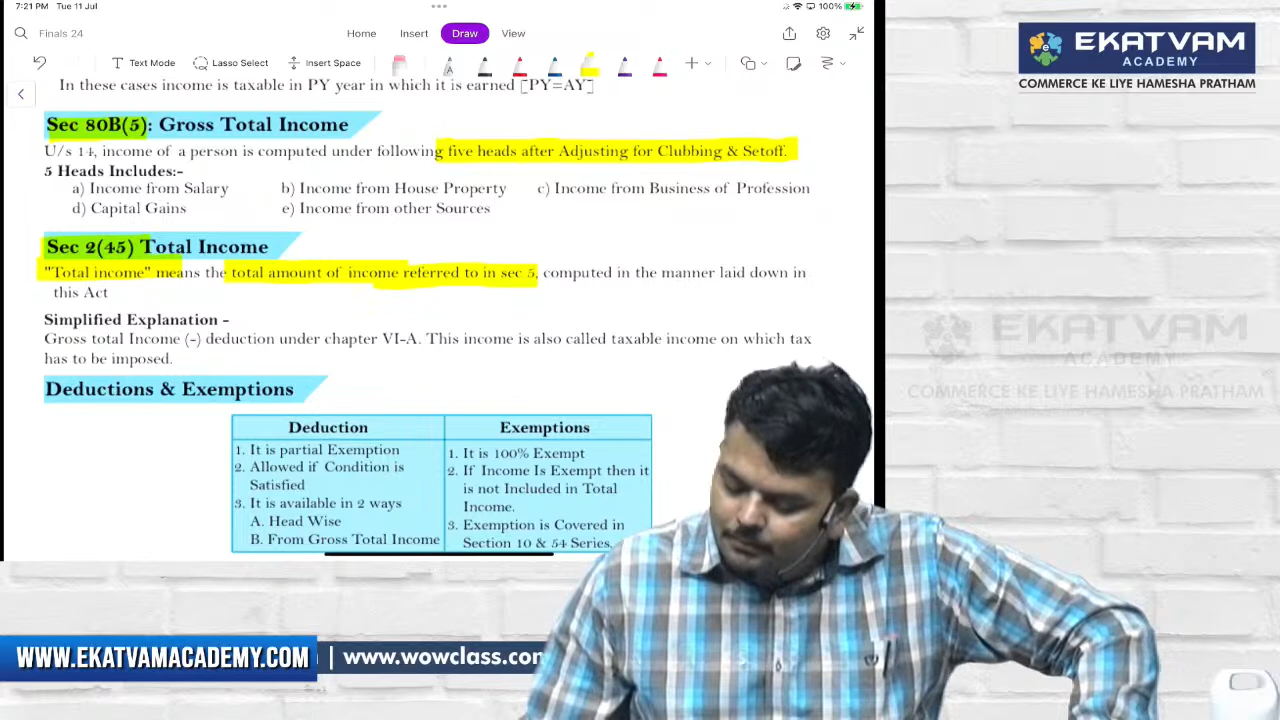 7:21 PM Tue 11 Jul
100%
Finals 24
Home Insert Draw View
Text Mode Lasso Select Insert Space
In these cases income is taxable in PY year in which it is earned [PY=AY]
Sec 80B(5): Gross Total Income
U/s 14, income of a person is computed under following five heads after Adjusting for Clubbing & Setoff.
5 Heads Includes:-
a) Income from Salary b) Income from House Property c) Income from Business of Profession
d) Capital Gains e) Income from other Sources
Sec 2(45) Total Income
"Total income" means the total amount of income referred to in sec 5, computed in the manner laid down in
this Act
Simplified Explanation -
Gross total Income (-) deduction under chapter VI-A. This income is also called taxable income on which tax
has to be imposed.
Deductions & Exemptions
Deduction
1. It is partial Exemption
2. Allowed if Condition is
Satisfied
3. It is available in 2 ways
A. Head Wise
B. From Gross Total Income
Exemptions
1. It is 100% Exempt
2. If Income Is Exempt then it
is not Included in Total
Income.
3. Exemption is Covered in
Section 10 & 54 Series.
EKATVAM
ACADEMY
COMMERCE KE LIYE HAMESHA PRATHAM
EKATVAM
ACADEMY
COMMERCE KE LIYE HAMESHA PRATHAM
WWW.EKATVAMACADEMY.COM | www.wowclass.com